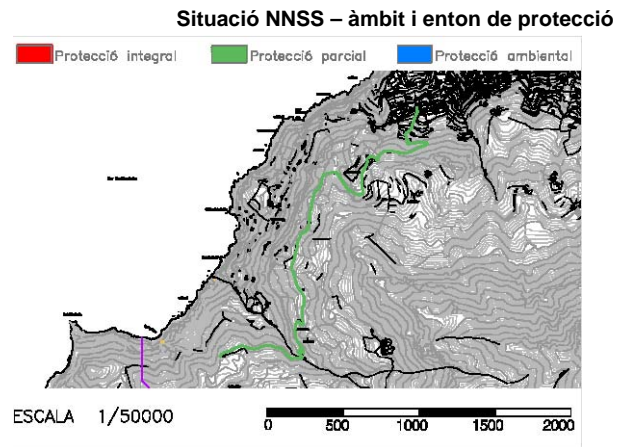 Situació NNSS – àmbit i enton de protecció
Protecció integral Protecció parcial Protecció ambiental
ESCALA 1/50000
0 500 1000 1500 2000